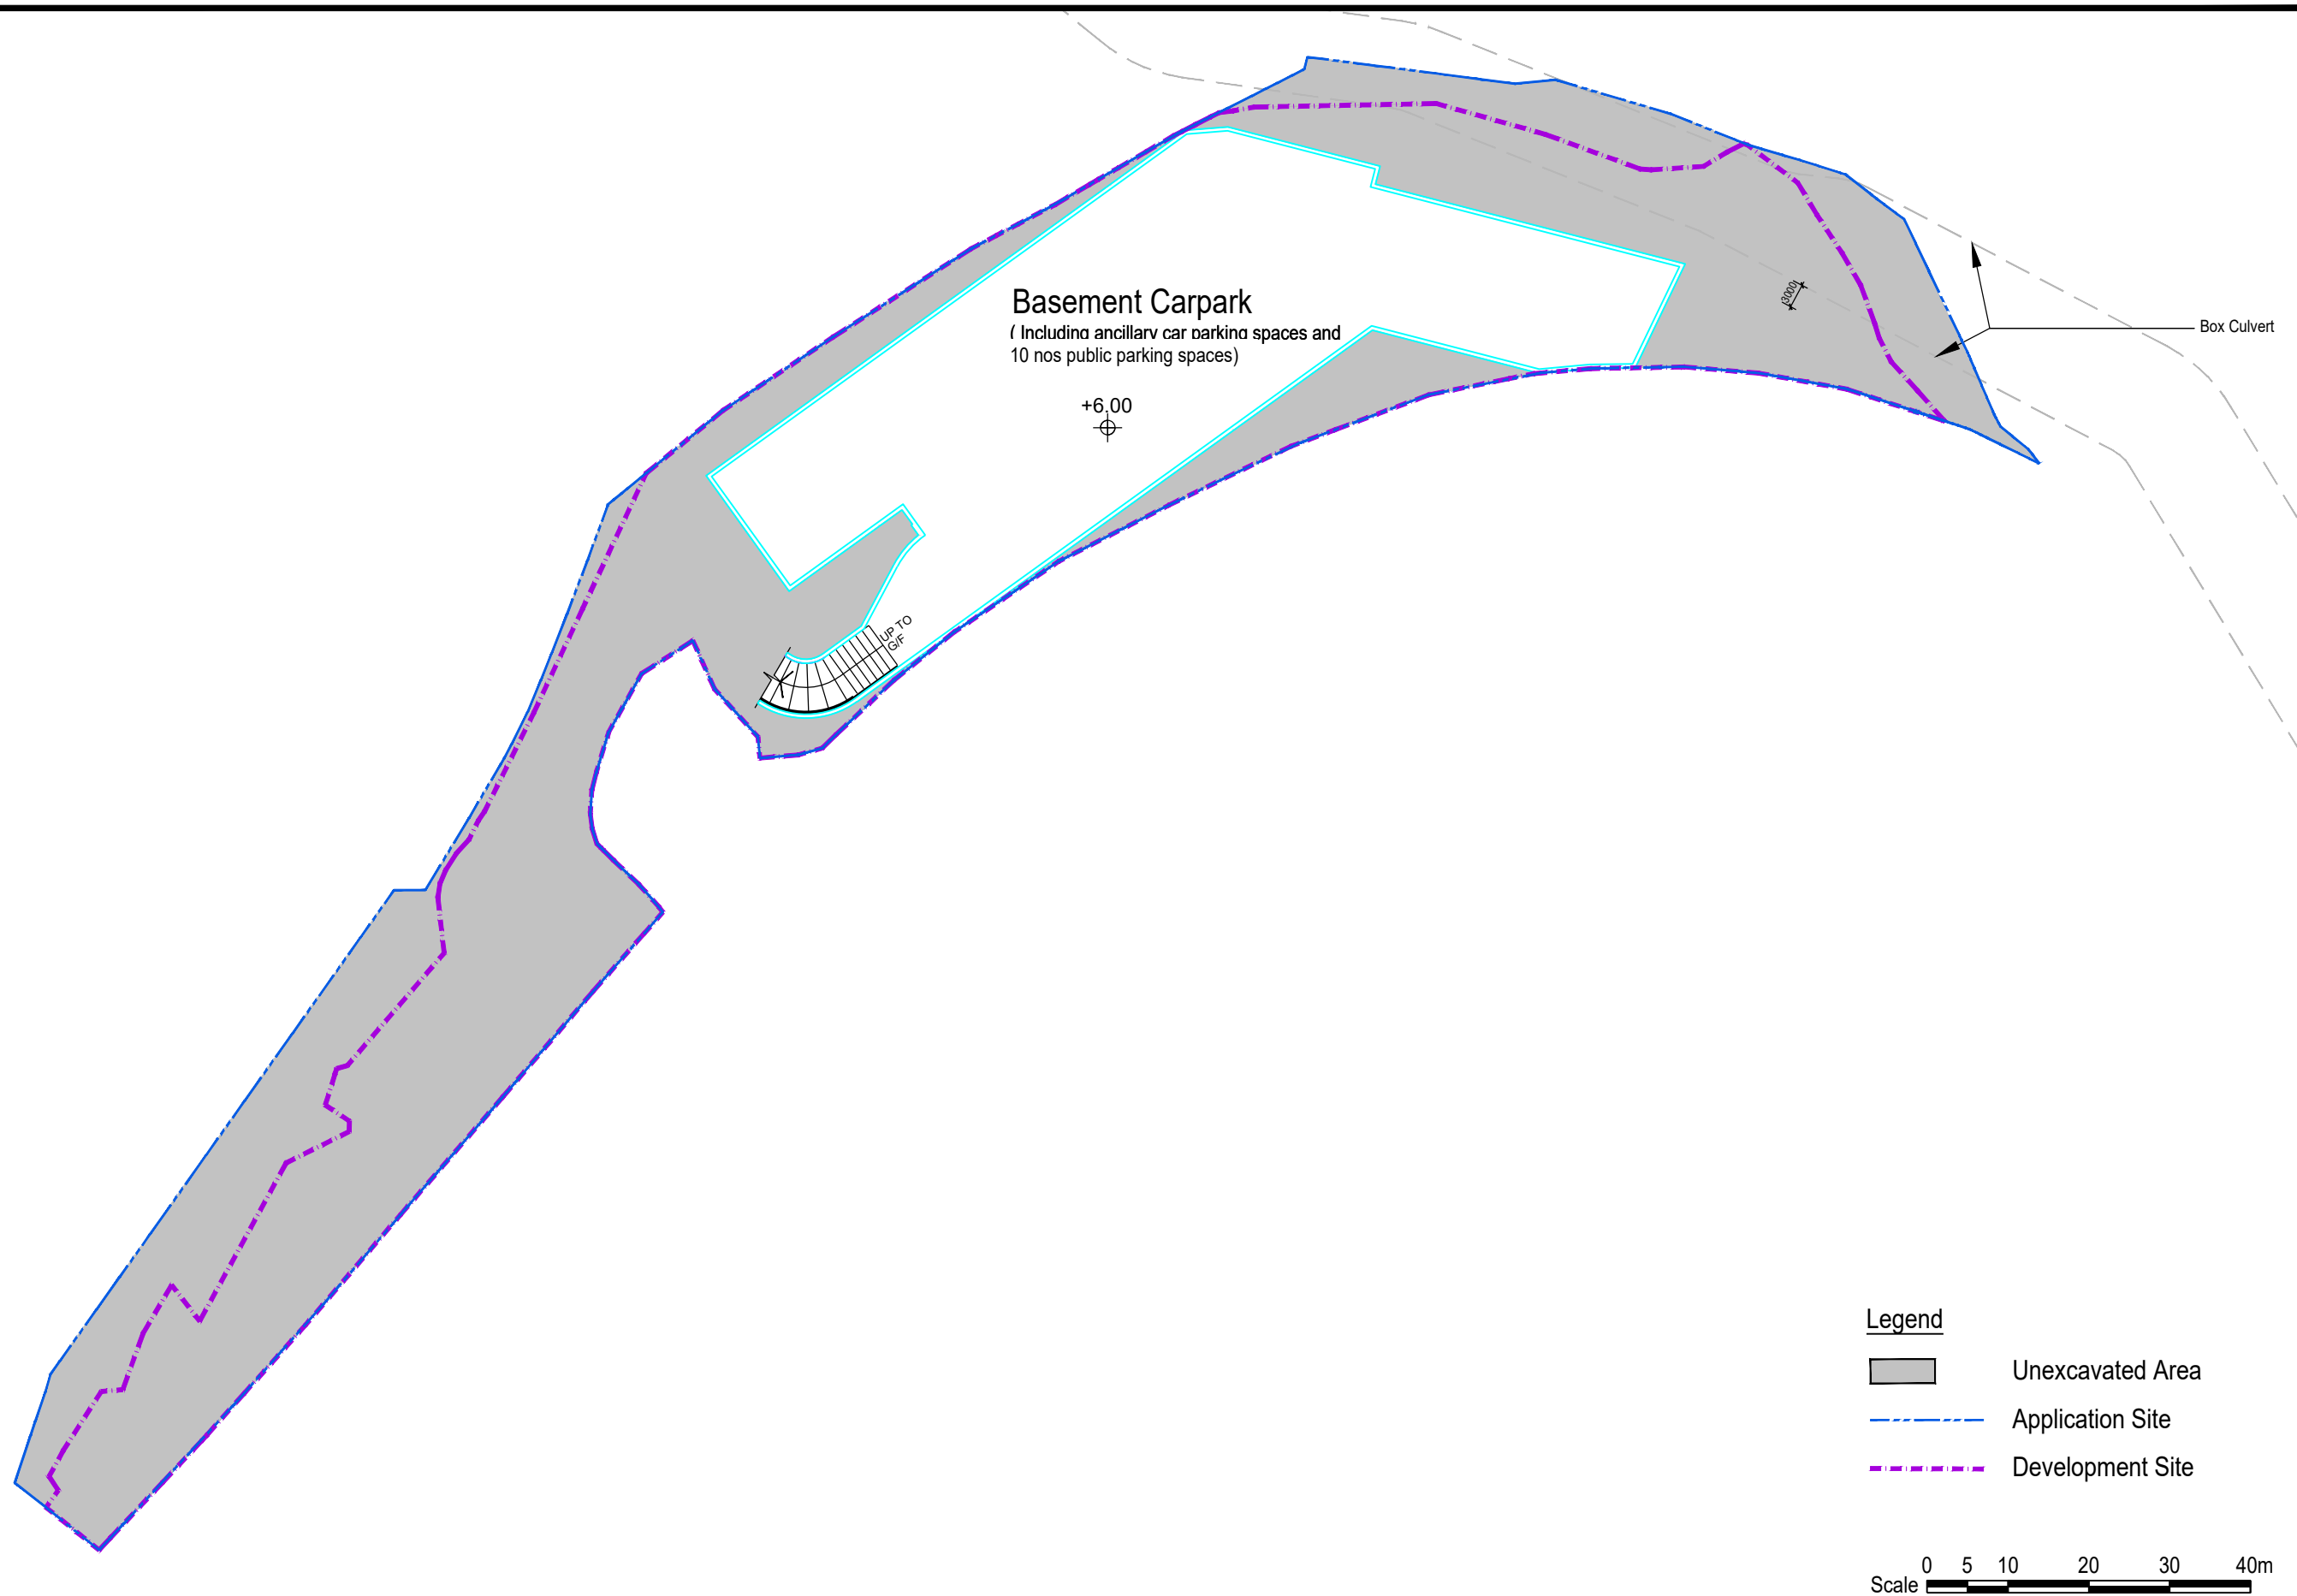 Basement Carpark
( Including ancillary car parking spaces and
10 nos public parking spaces)
+6.00
3000
Box Culvert
UP TO
G/F
Legend
Unexcavated Area
Application Site
Development Site
Scale 0 5 10 20 30 40m